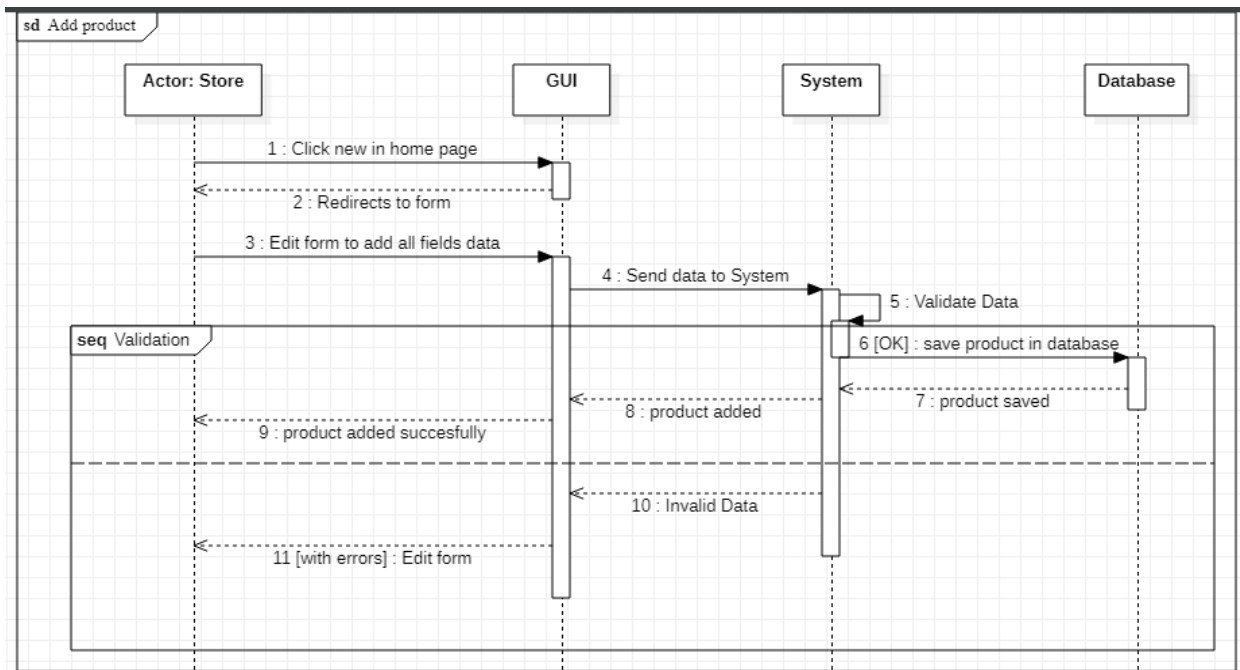 sd Add product
Actor: Store
GUI
System
Database
1 : Click new in home page
2 : Redirects to form
3 : Edit form to add all fields data
4 : Send data to System
5 : Validate Data
seq Validation
6 [OK] : save product in database
7 : product saved
8 : product added
9 : product added succesfully
10 : Invalid Data
11 [with errors] : Edit form